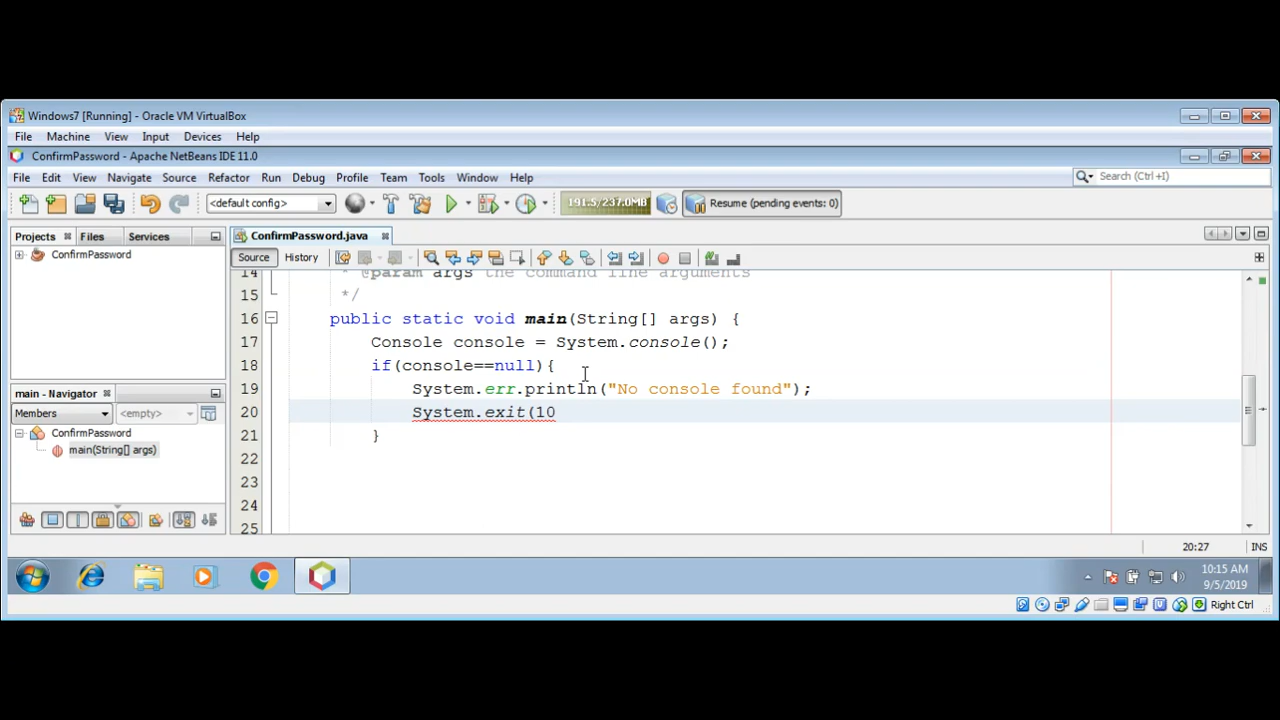 Windows7 [Running] - Oracle VM VirtualBox
File Machine View Input Devices Help
ConfirmPassword - Apache NetBeans IDE 11.0
File Edit View Navigate Source Refactor Run Debug Profile Team Tools Window Help
Search (Ctrl+I)
<default config>
191.5/237.0MB
Resume (pending events: 0)
Projects Files Services
ConfirmPassword.java
ConfirmPassword
Source History
14 * @param args the command line arguments
15 */
16 public static void main(String[] args) {
17 Console console = System.console();
18 if(console==null){
19 System.err.println("No console found");
20 System.exit(10
21 }
22
23
24
25
main - Navigator
Members <empty>
ConfirmPassword
main(String[] args)
20:27 INS
10:15 AM
9/5/2019
Right Ctrl